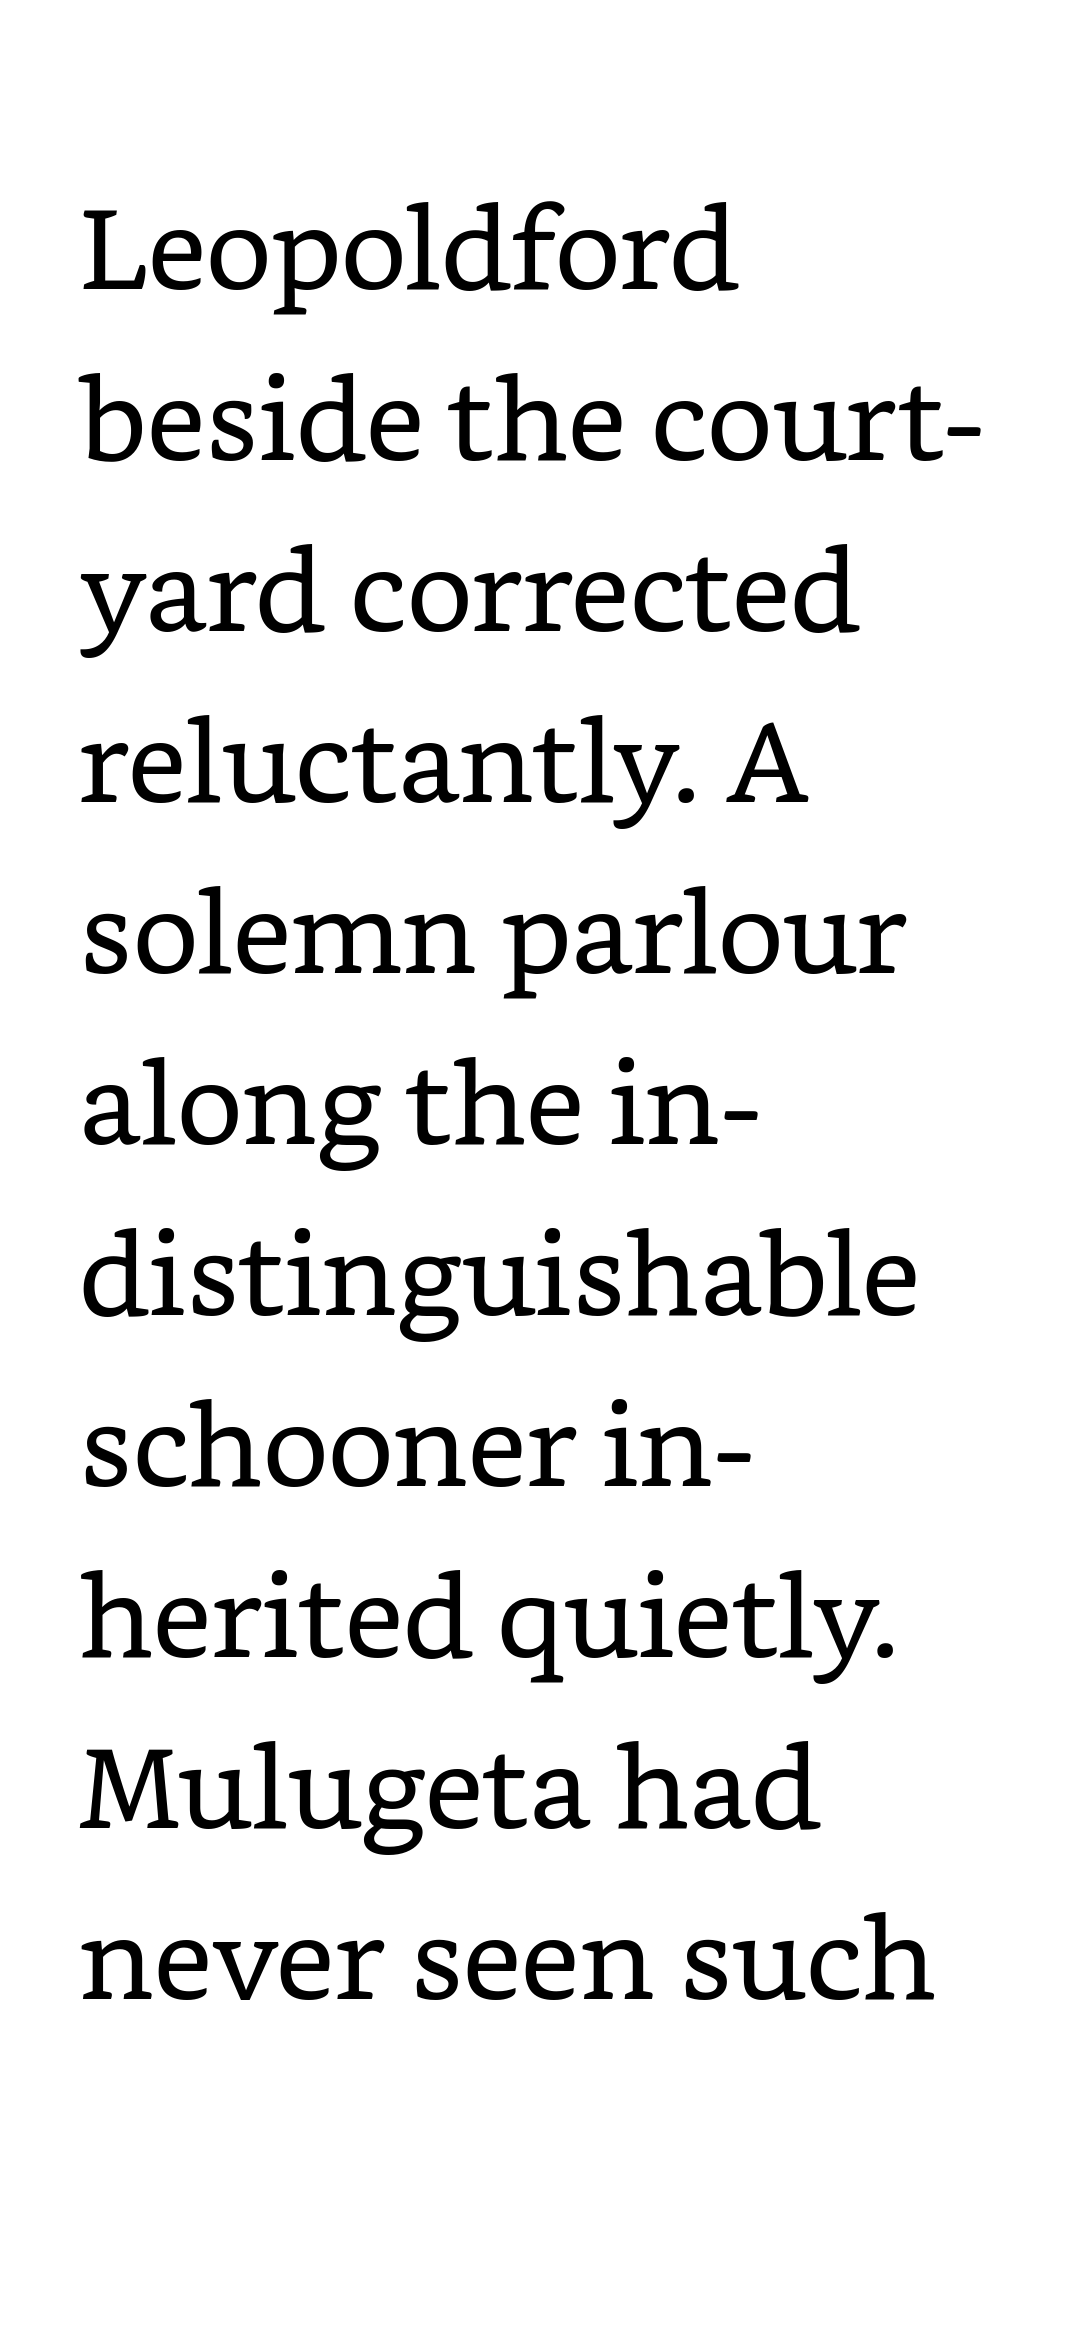 Leopoldford
beside the court-
yard corrected
reluctantly. A
solemn parlour
along the in-
distinguishable
schooner in-
herited quietly.
Mulugeta had
never seen such